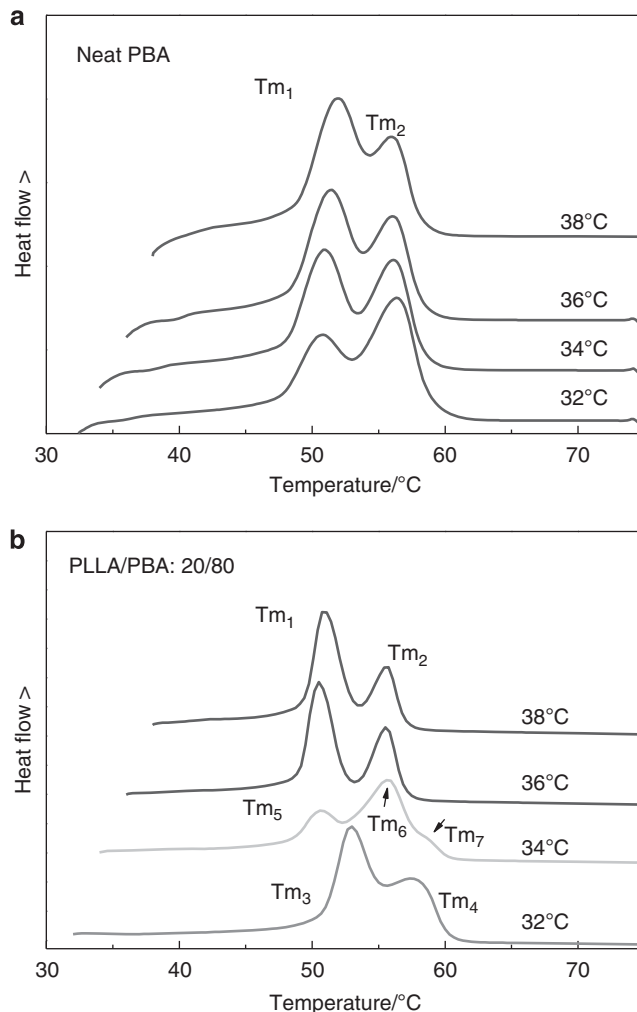 a
Neat PBA
Tm₁
Tm₂
Heat flow >
38°C
36°C
34°C
32°C
30 40 50 60 70
Temperature/°C
b
PLLA/PBA: 20/80
Tm₁
Tm₂
Heat flow >
38°C
36°C
Tm₅
Tm₆
Tm₇
34°C
Tm₃
Tm₄
32°C
30 40 50 60 70
Temperature/°C